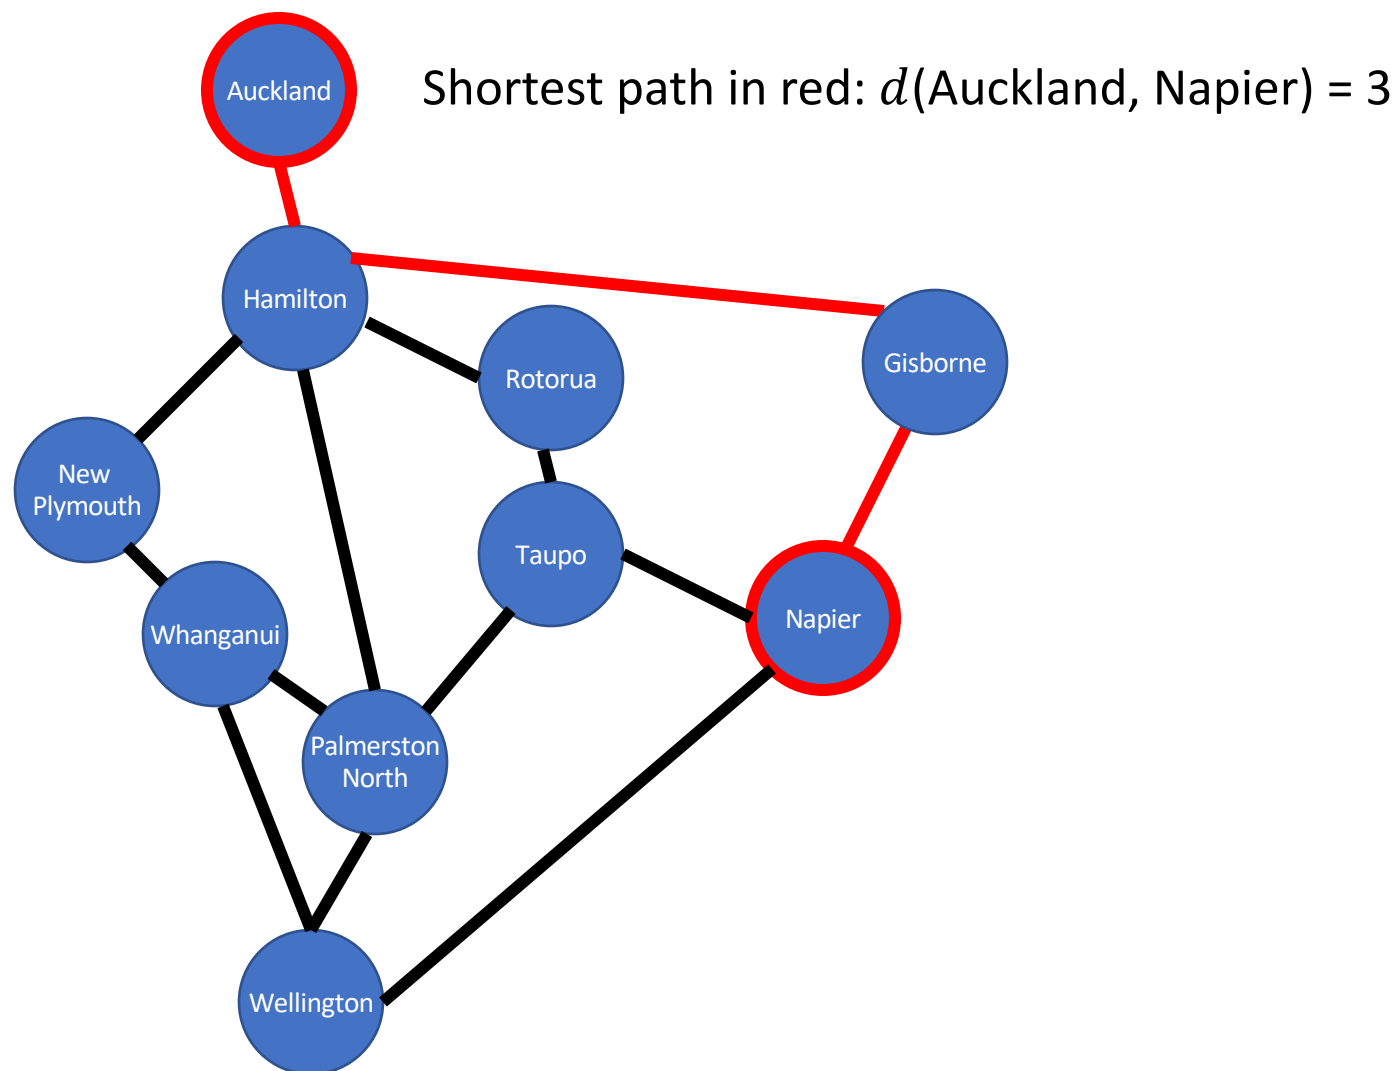 Auckland
Shortest path in red: d(Auckland, Napier) = 3
Hamilton
Rotorua
Gisborne
New
Plymouth
Taupo
Napier
Whanganui
Palmerston
North
Wellington